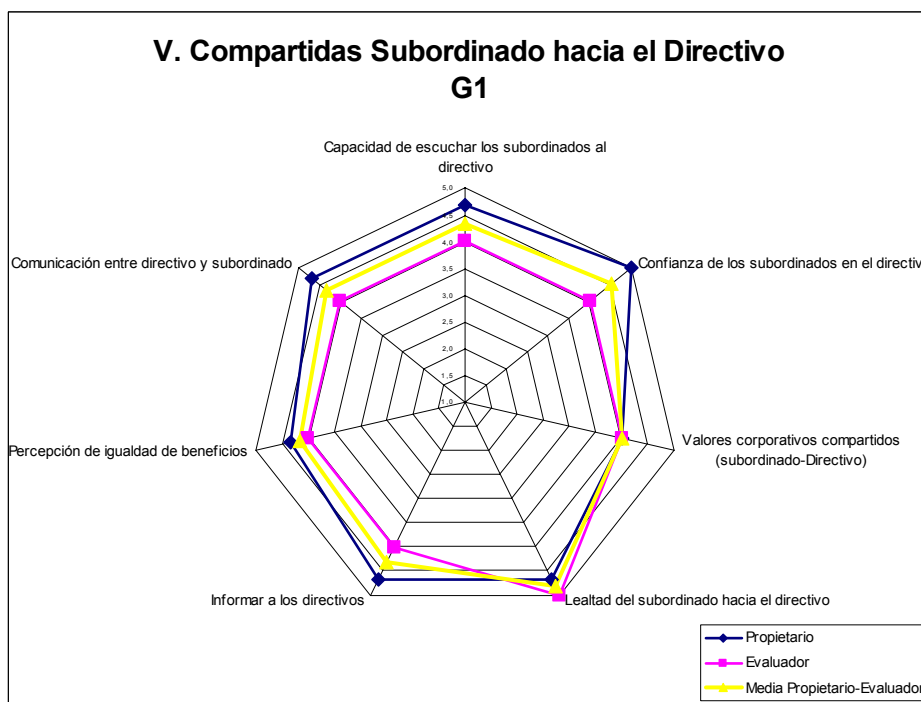 V. Compartidas Subordinado hacia el Directivo
G1
Capacidad de escuchar los subordinados al
directivo
5,0
4,5
4,0
3,5
3,0
2,5
2,0
1,5
1,0
Comunicación entre directivo y subordinado
Confianza de los subordinados en el directiv
Percepción de igualdad de beneficios
Valores corporativos compartidos
(subordinado-Directivo)
Informar a los directivos
Lealtad del subordinado hacia el directivo
Propietario
Evaluador
Media Propietario-Evaluador